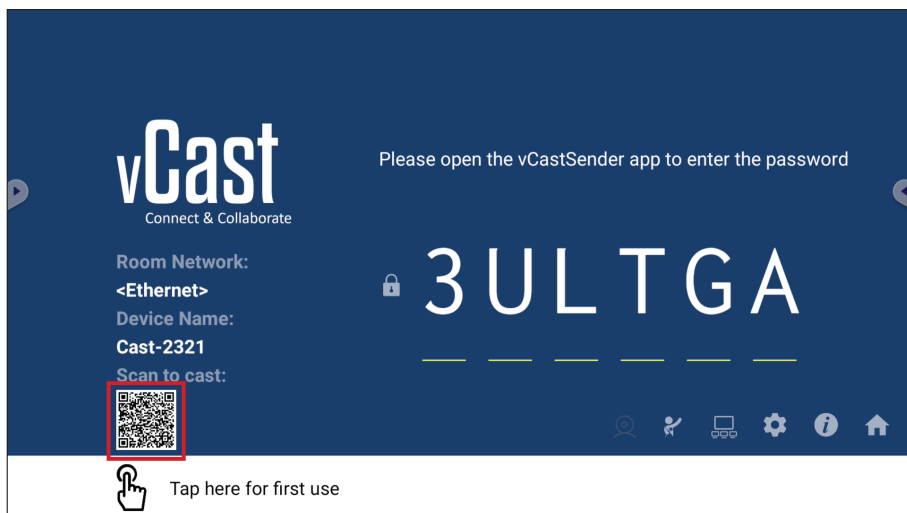 vCast
Connect & Collaborate
Please open the vCastSender app to enter the password
Room Network:
<Ethernet>
Device Name:
Cast-2321
Scan to cast:
3ULTGA
Tap here for first use